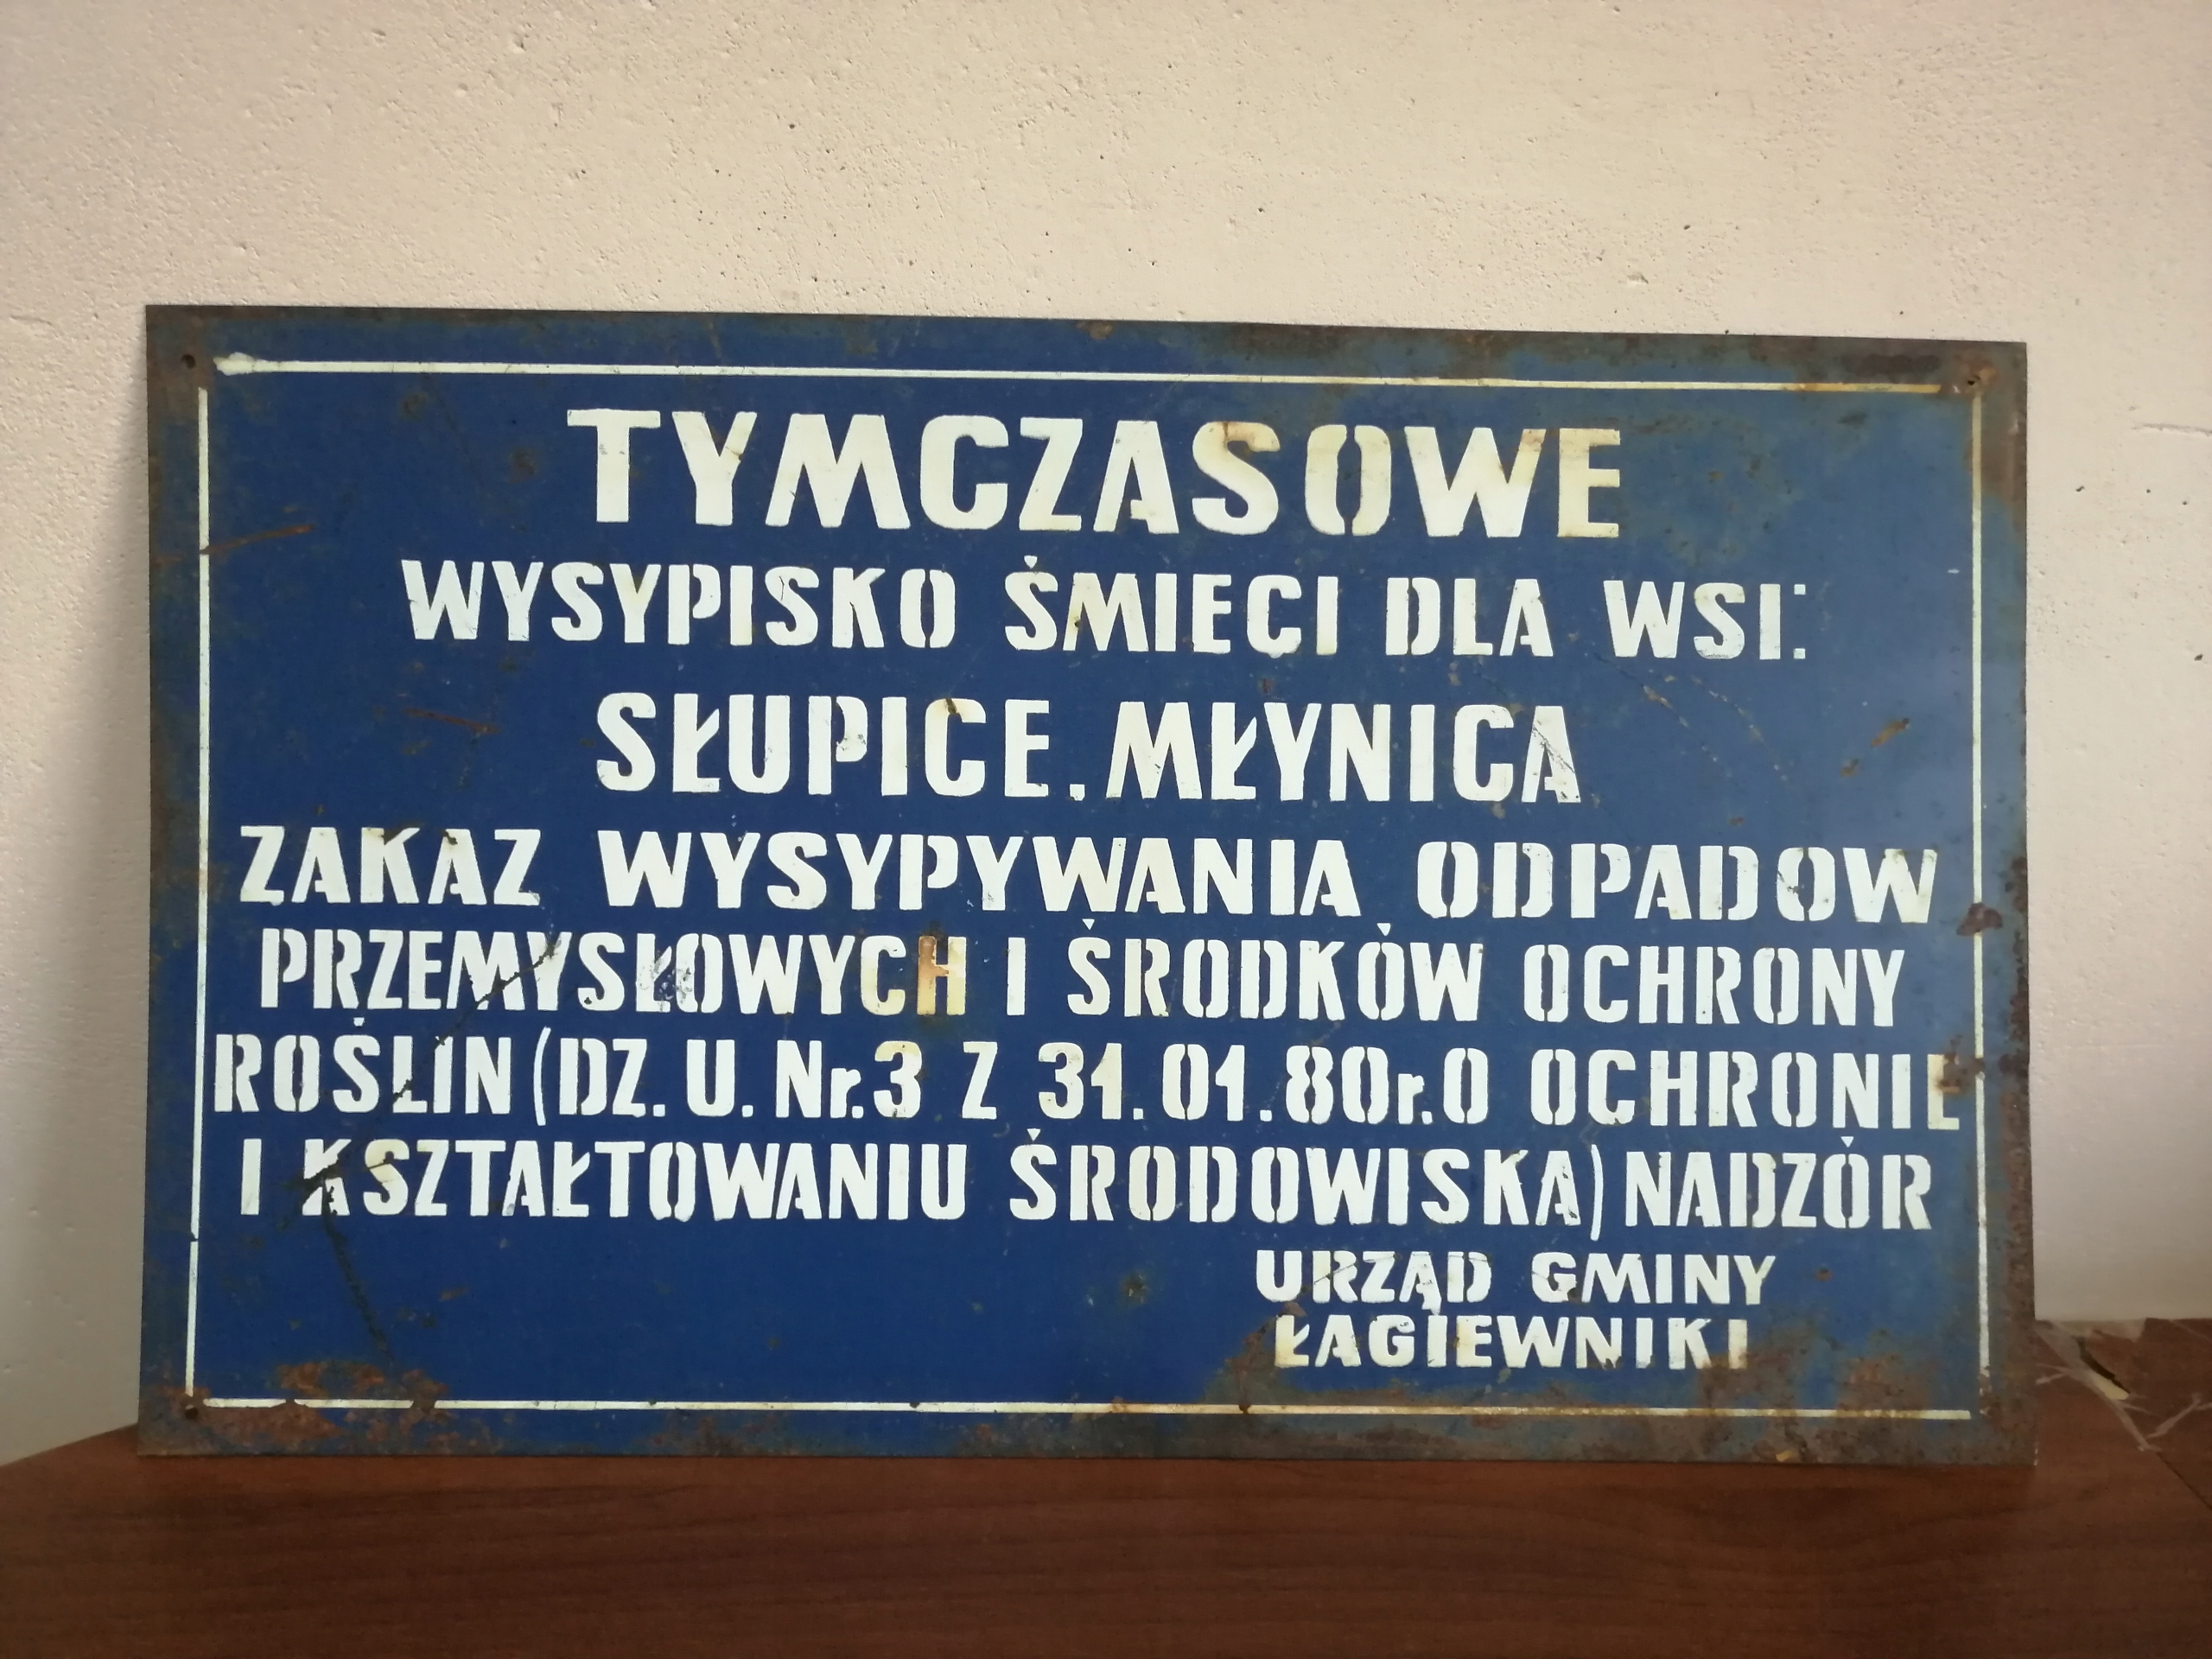 TYMCZASOWE
WYSYPISKO ŚMIECI DLA WSI:
SŁUPICE, MŁYNICA
ZAKAZ WYSYPYWANIA ODPADOW
PRZEMYSŁOWYCH I ŚRODKÓW OCHRONY
ROŚLIN (DZ. U. Nr. 3 Z 31.01.80r. O OCHRONIE
I KSZTAŁTOWANIU ŚRODOWISKA) NADZÓR
URZĄD GMINY
ŁAGIEWNIKI